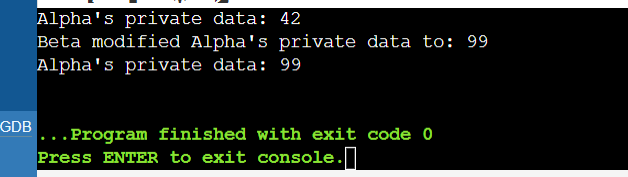 Alpha's private data: 42
Beta modified Alpha's private data to: 99
Alpha's private data: 99
GDB
...Program finished with exit code 0
Press ENTER to exit console.